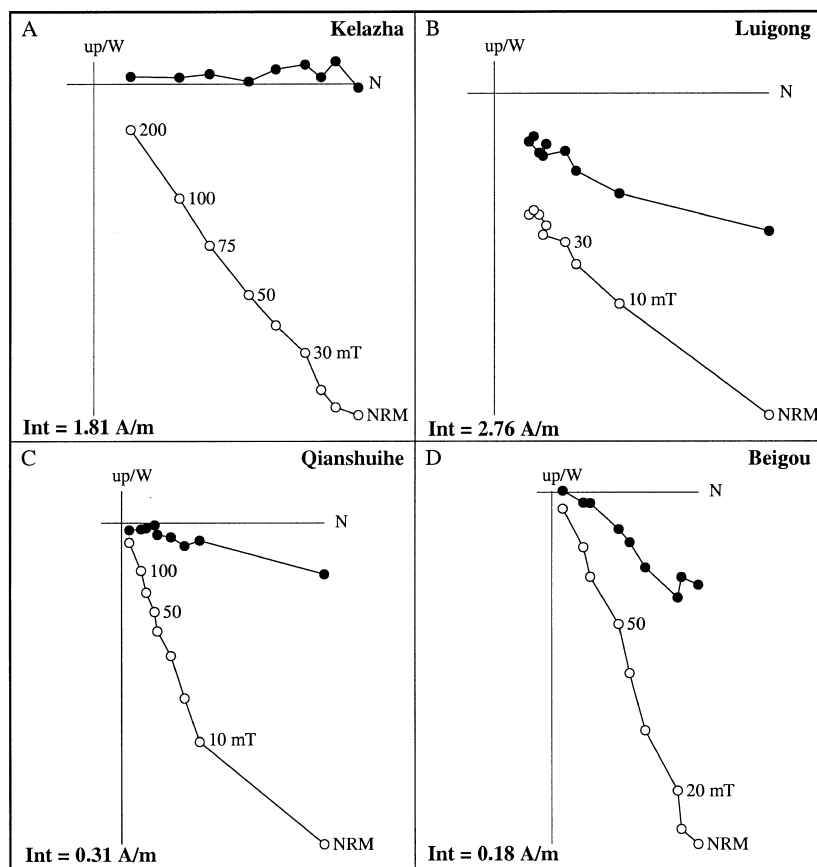 A Kelazha
up/W
N
200
100
75
50
30 mT
NRM
Int = 1.81 A/m
B Luigong
up/W
N
30
10 mT
NRM
Int = 2.76 A/m
C Qianshuihe
up/W
N
100
50
10 mT
NRM
Int = 0.31 A/m
D Beigou
up/W
N
50
20 mT
NRM
Int = 0.18 A/m